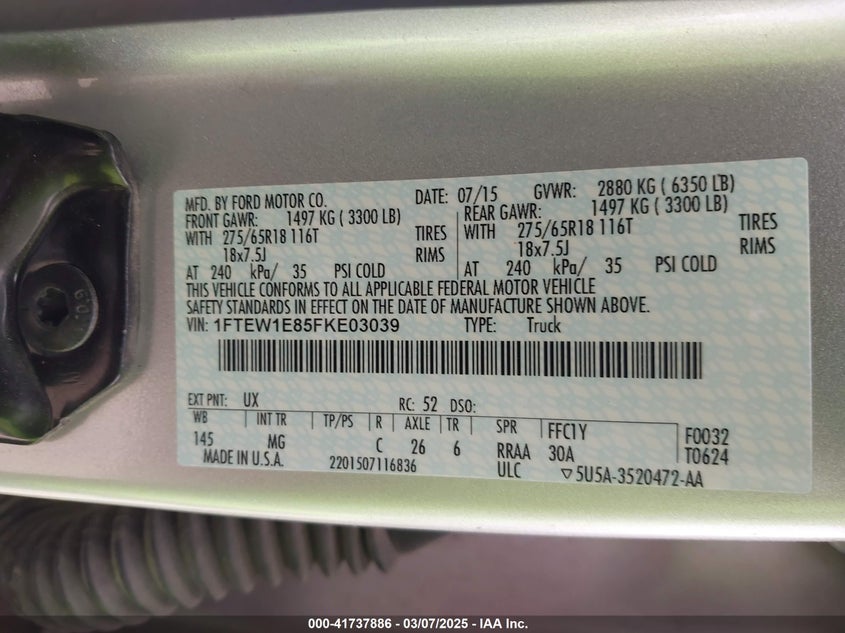 MFD. BY FORD MOTOR CO. DATE: 07/15 GVWR: 2880 KG ( 6350 LB)
FRONT GAWR: 1497 KG ( 3300 LB) REAR GAWR: 1497 KG ( 3300 LB)
WITH 275/65R18 116T TIRES WITH 275/65R18 116T TIRES
18x7.5J RIMS 18x7.5J RIMS
AT 240 kPa/ 35 PSI COLD AT 240 kPa/ 35 PSI COLD
THIS VEHICLE CONFORMS TO ALL APPLICABLE FEDERAL MOTOR VEHICLE
SAFETY STANDARDS IN EFFECT ON THE DATE OF MANUFACTURE SHOWN ABOVE.
VIN: 1FTEW1E85FKE03039 TYPE: Truck
EXT PNT: UX RC: 52 DSO:
WB INT TR TP/PS R AXLE TR SPR FFC1Y F0032
145 MG C 26 6 RRAA 30A T0624
MADE IN U.S.A. 2201507116836 ULC ▽5U5A-3520472-AA
000-41737886 - 03/07/2025 - IAA Inc.